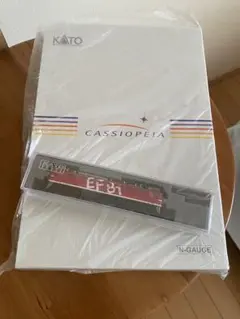 KATO
CASSIOPEIA
EF81
N-GAUGE